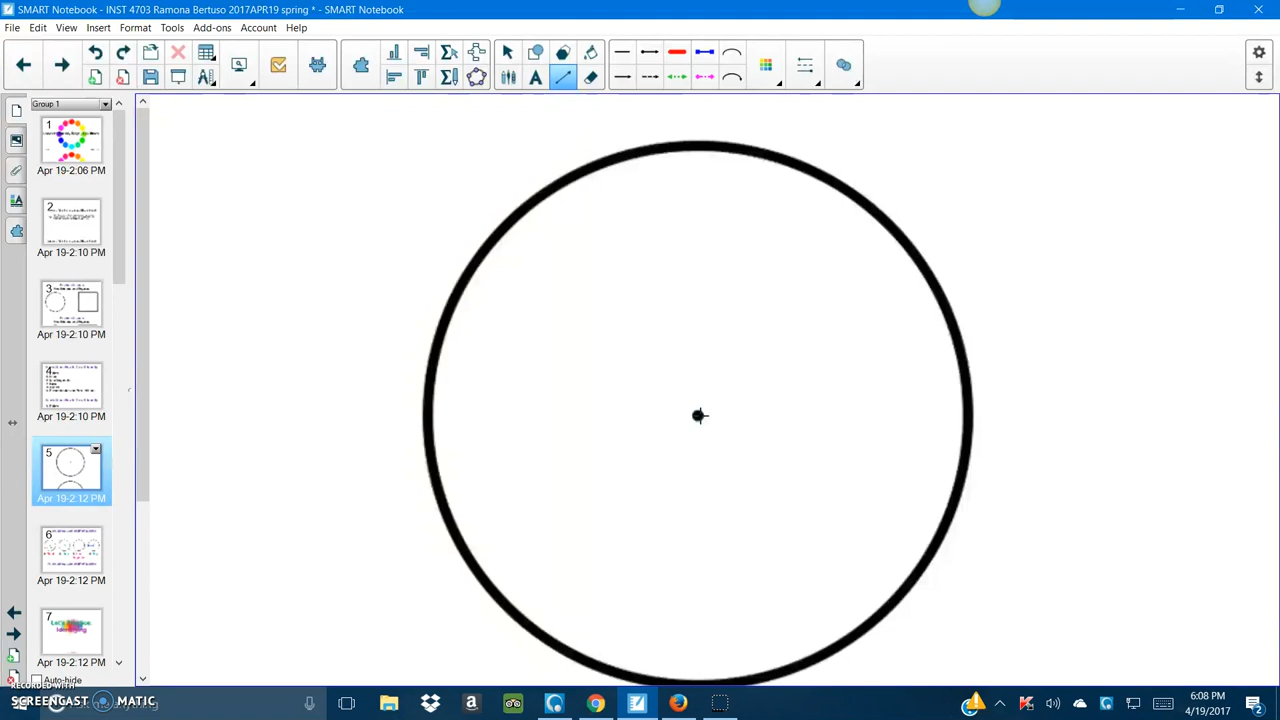 SMART Notebook - INST 4703 Ramona Bertuso 2017APR19 spring *  - SMART Notebook
File Edit View Insert Format Tools Add-ons Account Help
Group 1
1
Apr 19-2:06 PM
2
Apr 19-2:10 PM
3
Apr 19-2:10 PM
4
Apr 19-2:10 PM
5
Apr 19-2:12 PM
6
Apr 19-2:12 PM
7
Apr 19-2:12 PM
Auto-hide
RECORDED WITH
SCREENCAST MATIC
6:08 PM
4/19/2017
2